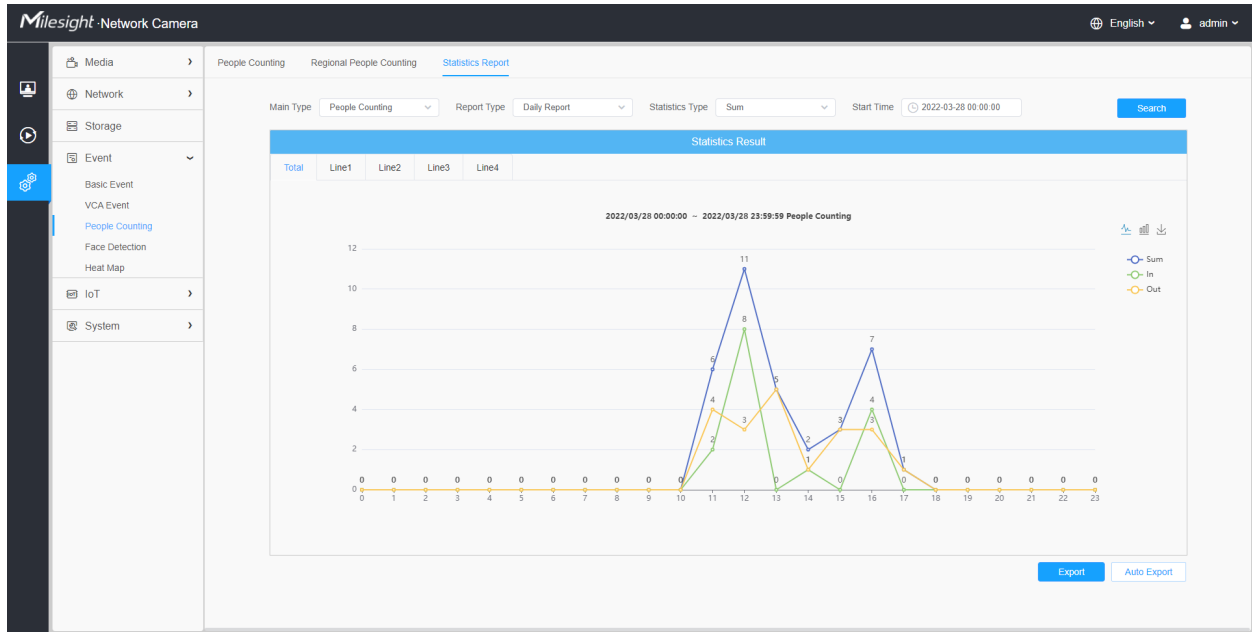 Milesight ·Network Camera
English
admin
Media
Network
Storage
Event
Basic Event
VCA Event
People Counting
Face Detection
Heat Map
IoT
System
People Counting Regional People Counting Statistics Report
Main Type People Counting Report Type Daily Report Statistics Type Sum Start Time 2022-03-28 00:00:00 Search
Statistics Result
Total Line1 Line2 Line3 Line4
2022/03/28 00:00:00 ~ 2022/03/28 23:59:59 People Counting
Sum
In
Out
12
10
8
6
4
2
0
11
8
7
6
5
4
4
3
3
3
2
2
1
1
0 0 0 0 0 0 0 0 0 0 0 0 0 0 0 0 0 0 0 0
0 1 2 3 4 5 6 7 8 9 10 11 12 13 14 15 16 17 18 19 20 21 22 23
Export Auto Export